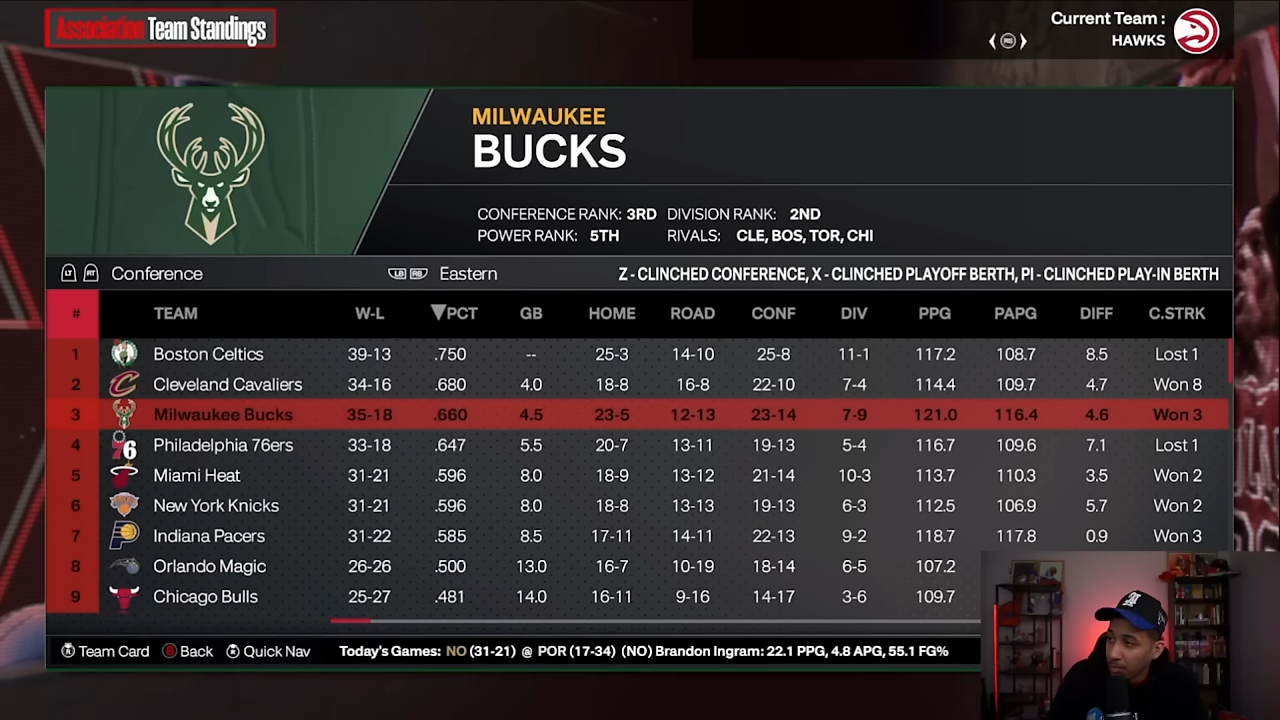 Association Team Standings
Current Team :
RS
HAWKS
MILWAUKEE
BUCKS
CONFERENCE RANK: 3RD DIVISION RANK: 2ND
POWER RANK: 5TH RIVALS: CLE, BOS, TOR, CHI
LT RT Conference LB RB Eastern Z - CLINCHED CONFERENCE, X - CLINCHED PLAYOFF BERTH, PI - CLINCHED PLAY-IN BERTH
# TEAM W-L ▼PCT GB HOME ROAD CONF DIV PPG PAPG DIFF C.STRK
1 Boston Celtics 39-13 .750 -- 25-3 14-10 25-8 11-1 117.2 108.7 8.5 Lost 1
2 Cleveland Cavaliers 34-16 .680 4.0 18-8 16-8 22-10 7-4 114.4 109.7 4.7 Won 8
3 Milwaukee Bucks 35-18 .660 4.5 23-5 12-13 23-14 7-9 121.0 116.4 4.6 Won 3
4 Philadelphia 76ers 33-18 .647 5.5 20-7 13-11 19-13 5-4 116.7 109.6 7.1 Lost 1
5 Miami Heat 31-21 .596 8.0 18-9 13-12 21-14 10-3 113.7 110.3 3.5 Won 2
6 New York Knicks 31-21 .596 8.0 18-8 13-13 19-13 6-3 112.5 106.9 5.7 Won 2
7 Indiana Pacers 31-22 .585 8.5 17-11 14-11 22-13 9-2 118.7 117.8 0.9 Won 3
8 Orlando Magic 26-26 .500 13.0 16-7 10-19 18-14 6-5 107.2
9 Chicago Bulls 25-27 .481 14.0 16-11 9-16 14-17 3-6 109.7
Team Card B Back Quick Nav Today's Games: NO (31-21) @ POR (17-34) (NO) Brandon Ingram: 22.1 PPG, 4.8 APG, 55.1 FG%